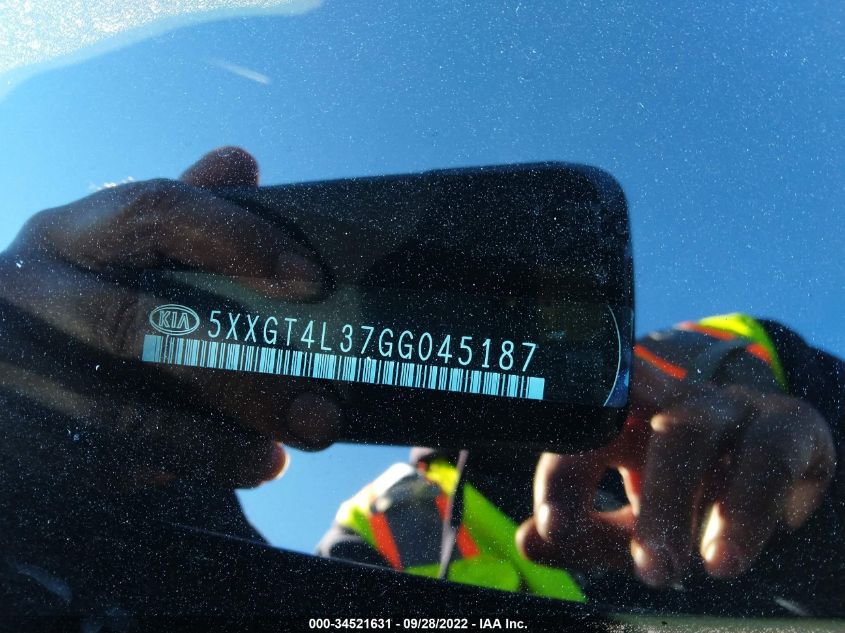 KIA 5XXGT4L37GG045187
000-34521631 - 09/28/2022 - IAA Inc.